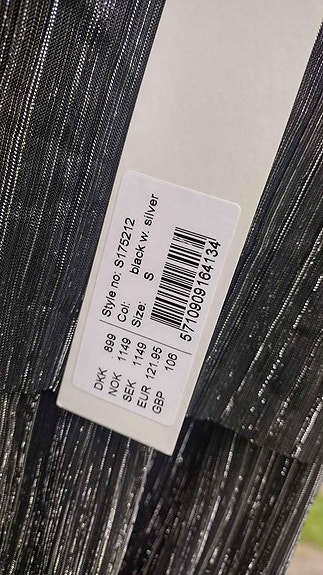 Style no: S175212
Col: black w. silver
Size: S
5710909164134
DKK 899
NOK 1149
SEK 1149
EUR 121.95
GBP 106